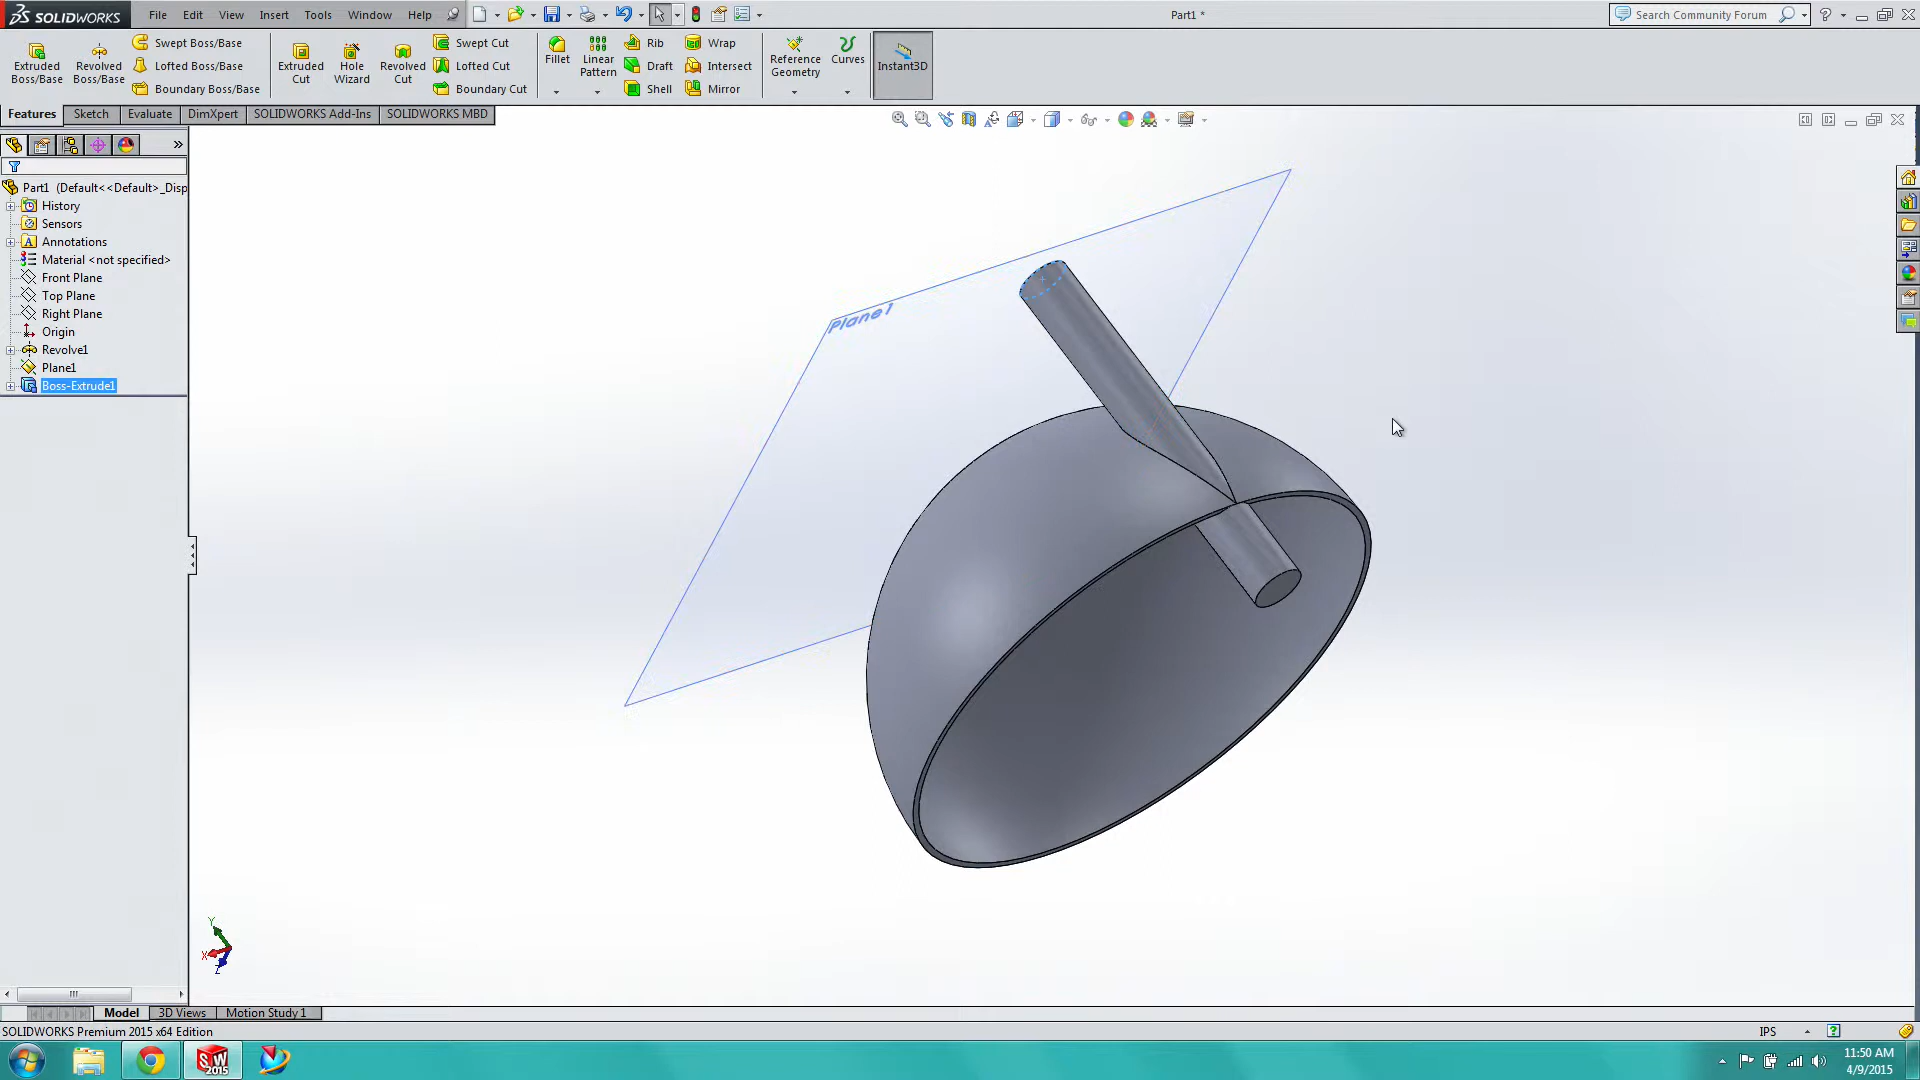 SOLIDWORKS File Edit View Insert Tools Window Help Part1 * Search Community Forum ?
Extruded Boss/Base
Revolved Boss/Base
Swept Boss/Base
Lofted Boss/Base
Boundary Boss/Base
Extruded Cut
Hole Wizard
Revolved Cut
Swept Cut
Lofted Cut
Boundary Cut
Fillet
Linear Pattern
Rib
Draft
Shell
Wrap
Intersect
Mirror
Reference Geometry
Curves
Instant3D
Features Sketch Evaluate DimXpert SOLIDWORKS Add-Ins SOLIDWORKS MBD
Part1 (Default<<Default>_Disp
History
Sensors
Annotations
Material <not specified>
Front Plane
Top Plane
Right Plane
Origin
Revolve1
Plane1
Boss-Extrude1
Plane1
Y
X
Z
Model 3D Views Motion Study 1
SOLIDWORKS Premium 2015 x64 Edition IPS ?
SW 2015
11:50 AM
4/9/2015